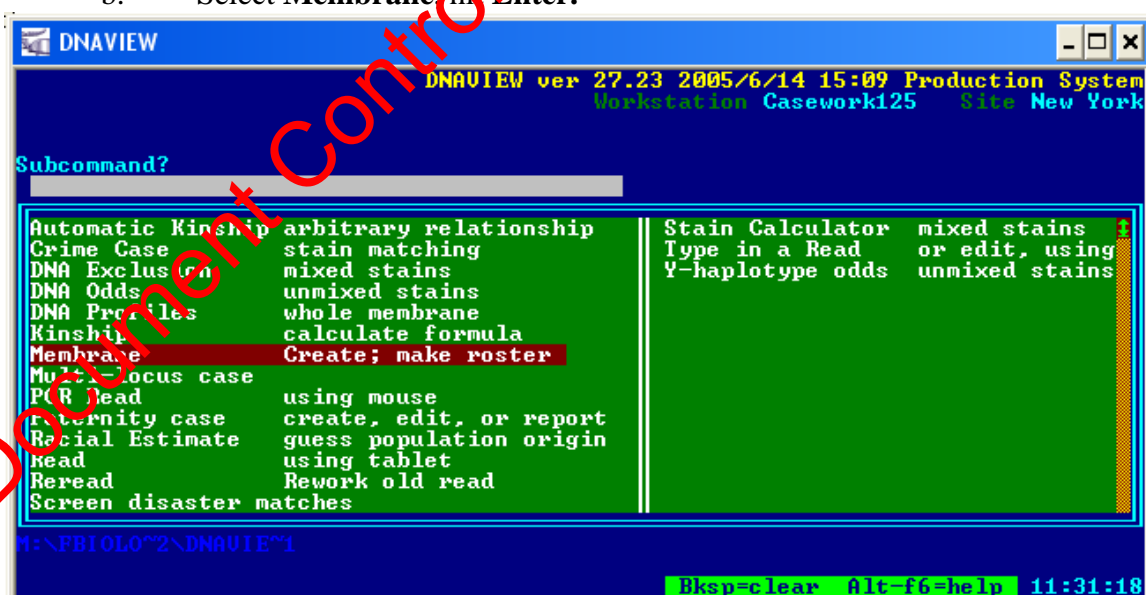 Select Membrane. Hit Enter.
DNAVIEW
DNAVIEW ver 27.23 2005/6/14 15:09 Production System
Workstation Casework125 Site New York
Subcommand?
Automatic Kinship arbitrary relationship
Crime Case stain matching
DNA Exclusion mixed stains
DNA Odds unmixed stains
DNA Profiles whole membrane
Kinship calculate formula
Membrane Create; make roster
Multi-locus case
PCR Read using mouse
Paternity case create, edit, or report
Racial Estimate guess population origin
Read using tablet
Reread Rework old read
Screen disaster matches
Stain Calculator mixed stains
Type in a Read or edit, using
Y-haplotype odds unmixed stains
M:\FBIOLO~2\DNAVIE~1
Bksp=clear Alt-f6=help 11:31:18
Document Contro